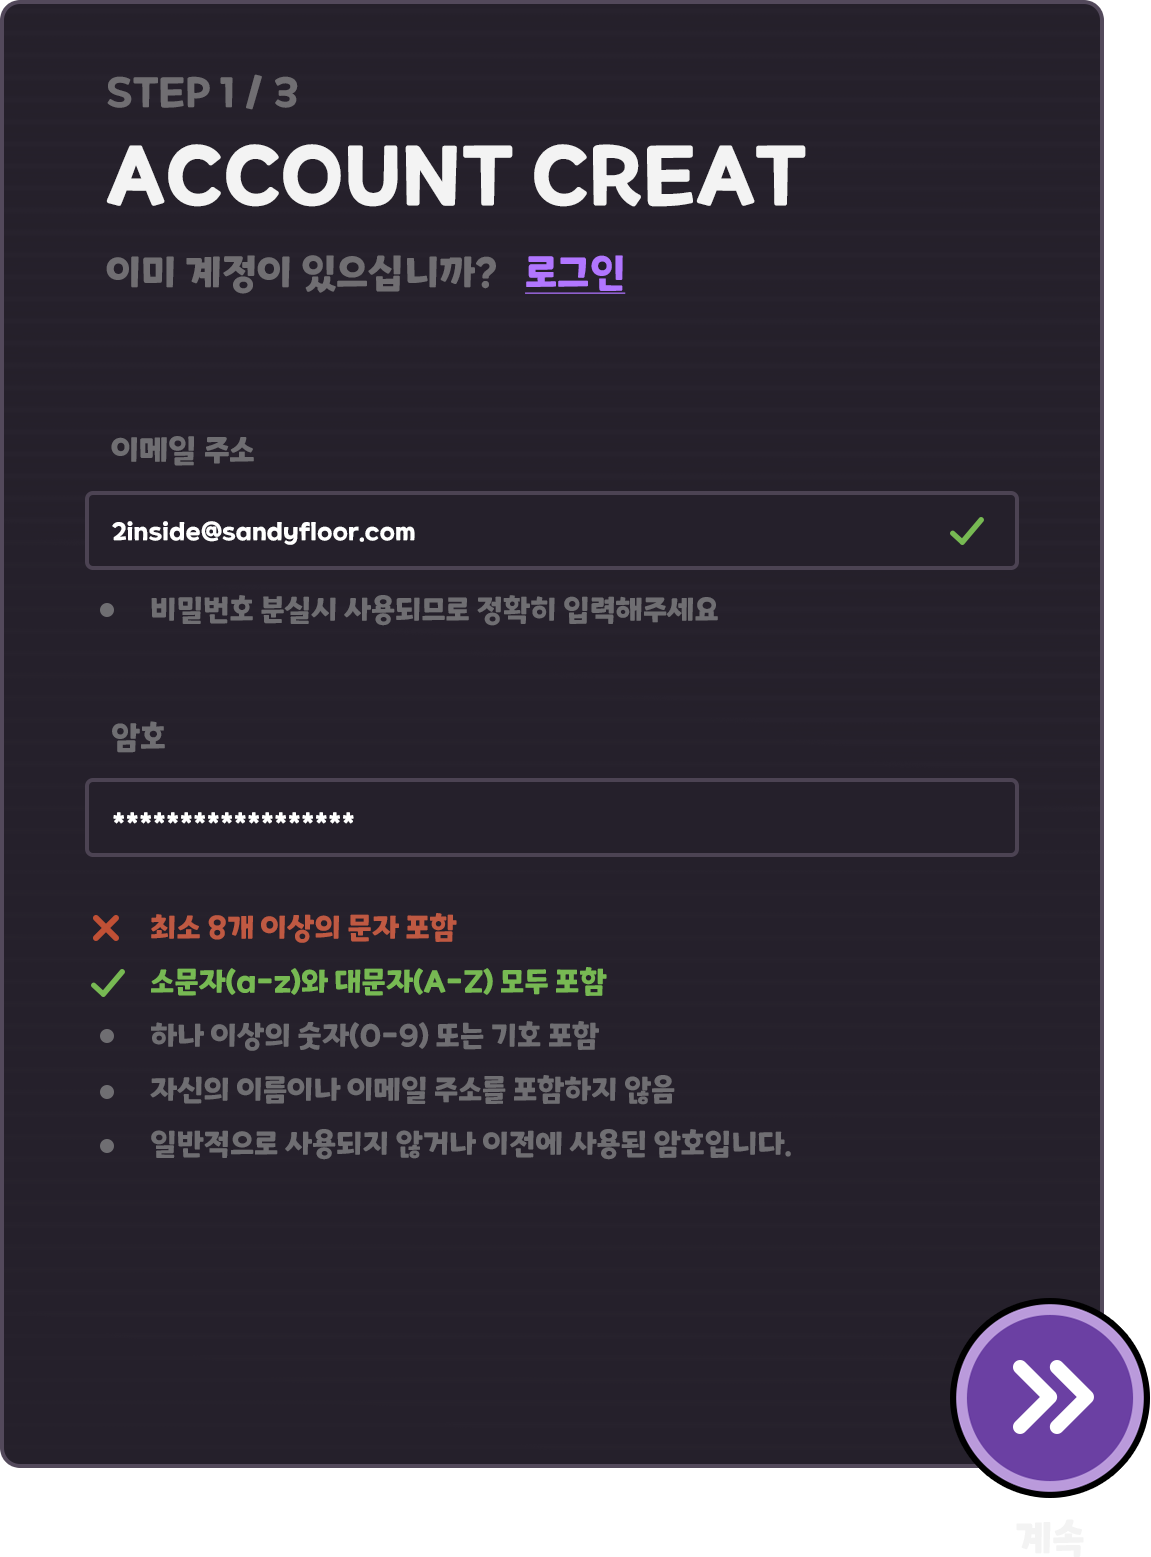 STEP 1 / 3
ACCOUNT CREAT
이미 계정이 있으십니까? 로그인
이메일 주소
2inside@sandyfloor.com
비밀번호 분실시 사용되므로 정확히 입력해주세요
암호
******************
최소 8개 이상의 문자 포함
소문자(a-z)와 대문자(A-Z) 모두 포함
하나 이상의 숫자(0-9) 또는 기호 포함
자신의 이름이나 이메일 주소를 포함하지 않음
일반적으로 사용되지 않거나 이전에 사용된 암호입니다.
계속